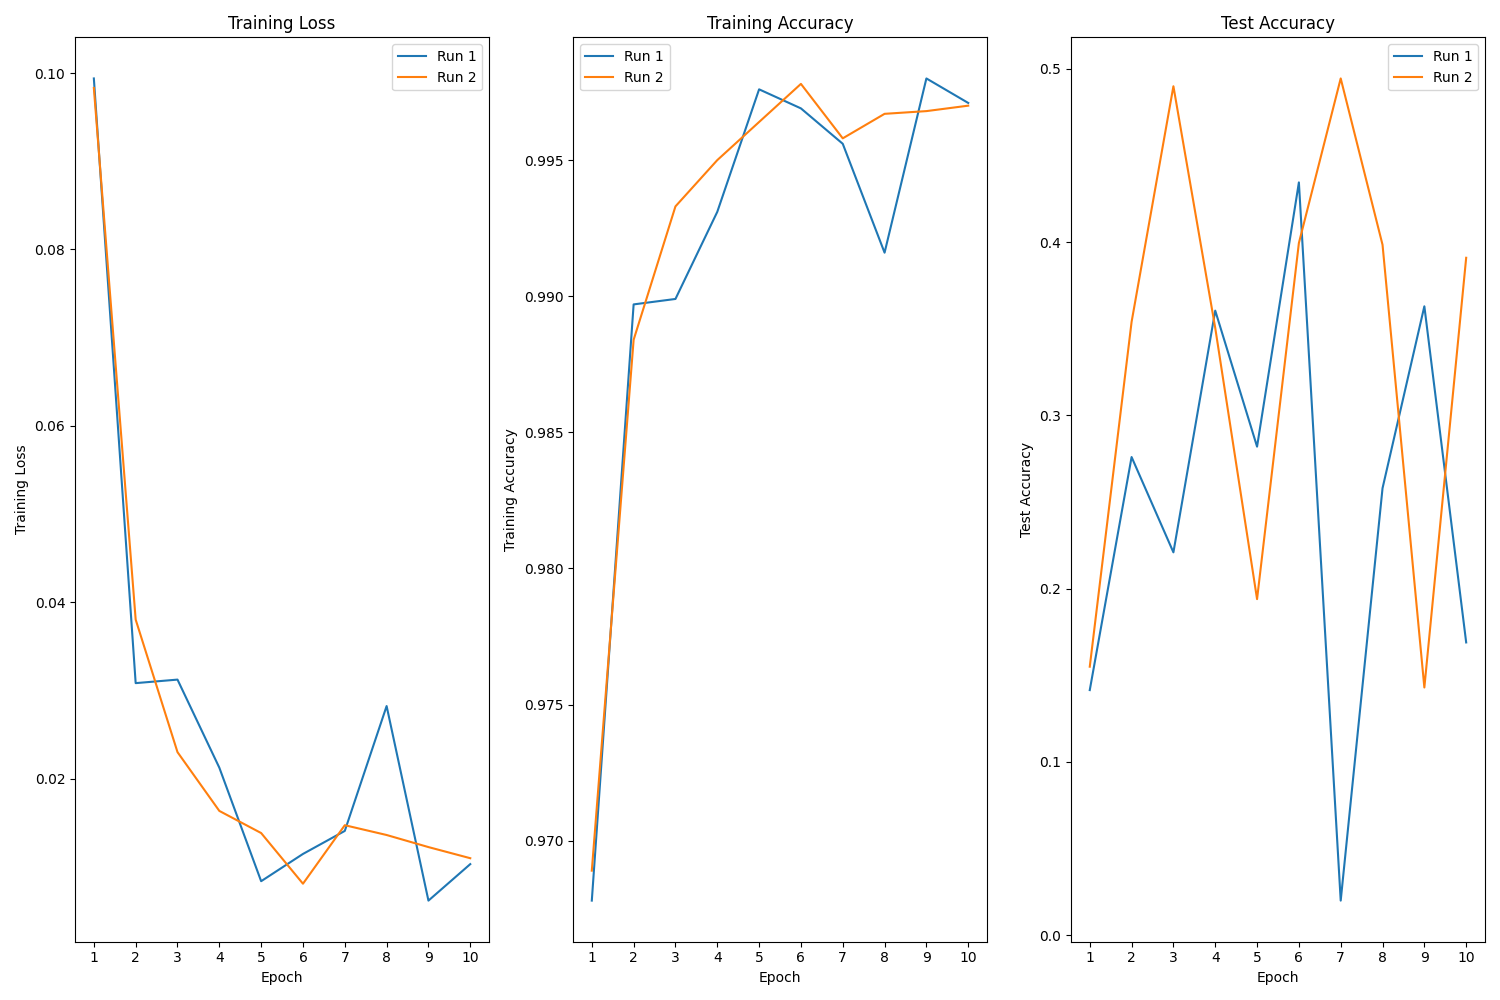 Training Loss
Training Loss
0.10
0.08
0.06
0.04
0.02
Run 1
Run 2
1 2 3 4 5 6 7 8 9 10
Epoch
Training Accuracy
Training Accuracy
0.995
0.990
0.985
0.980
0.975
0.970
Run 1
Run 2
1 2 3 4 5 6 7 8 9 10
Epoch
Test Accuracy
Test Accuracy
0.5
0.4
0.3
0.2
0.1
0.0
Run 1
Run 2
1 2 3 4 5 6 7 8 9 10
Epoch